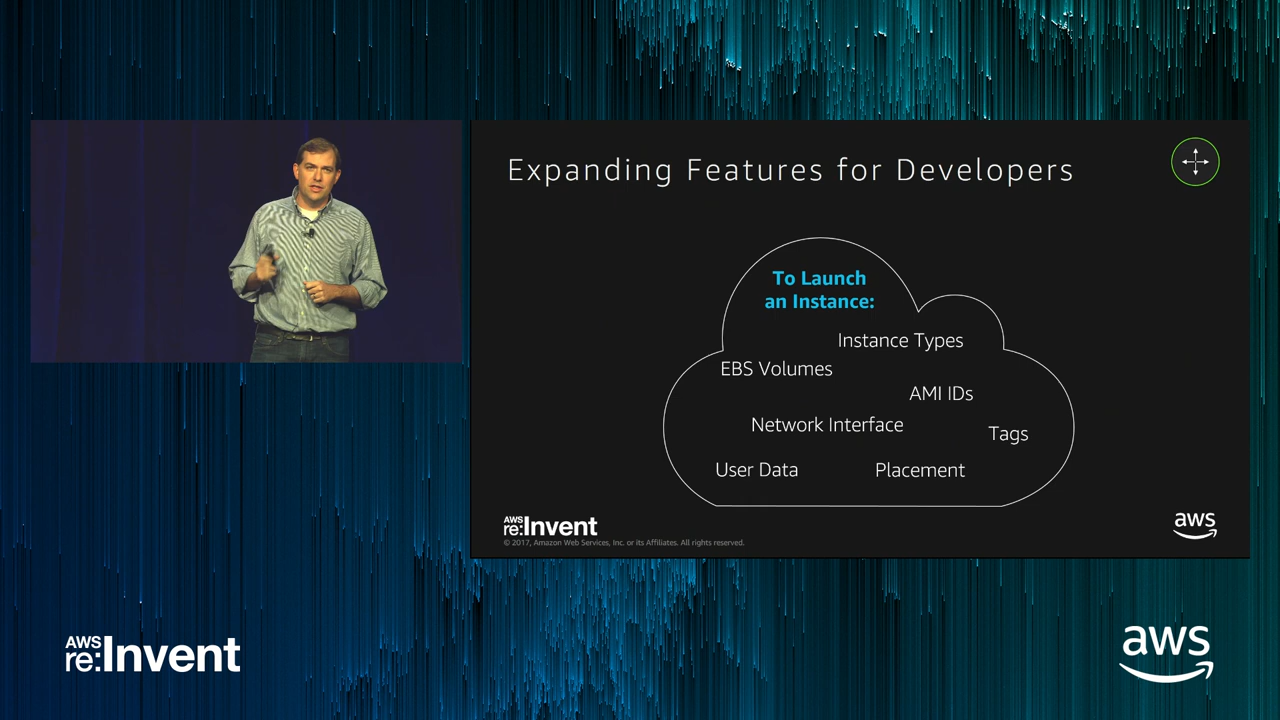 Expanding Features for Developers
To Launch
an Instance:
Instance Types
EBS Volumes
AMI IDs
Network Interface
Tags
User Data
Placement
AWS
re:Invent
© 2017, Amazon Web Services, Inc. or its Affiliates. All rights reserved.
aws
AWS
re:Invent
aws